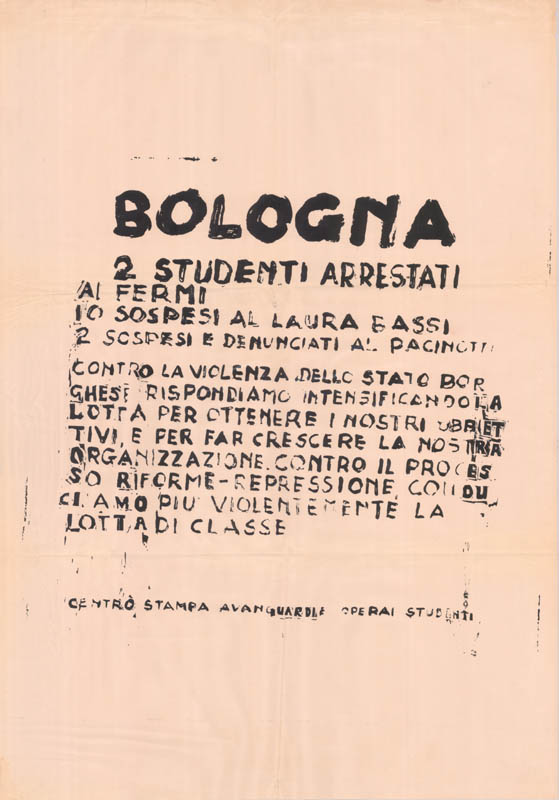 BOLOGNA
2 STUDENTI ARRESTATI
AI FERMI
10 SOSPESI AL LAURA BASSI
2 SOSPESI E DENUNCIATI AL PACINOTTI
CONTRO LA VIOLENZA DELLO STATO BOR
GHESE RISPONDIAMO INTENSIFICANDO LA
LOTTA PER OTTENERE I NOSTRI OBBIET
TIVI, E PER FAR CRESCERE LA NOSTRA
ORGANIZZAZIONE. CONTRO IL PROCES
SO RIFORME-REPRESSIONE, CONDU
CIAMO PIU' VIOLENTEMENTE LA
LOTTA DI CLASSE
CENTRO STAMPA AVANGUARDIE OPERAI STUDENTI